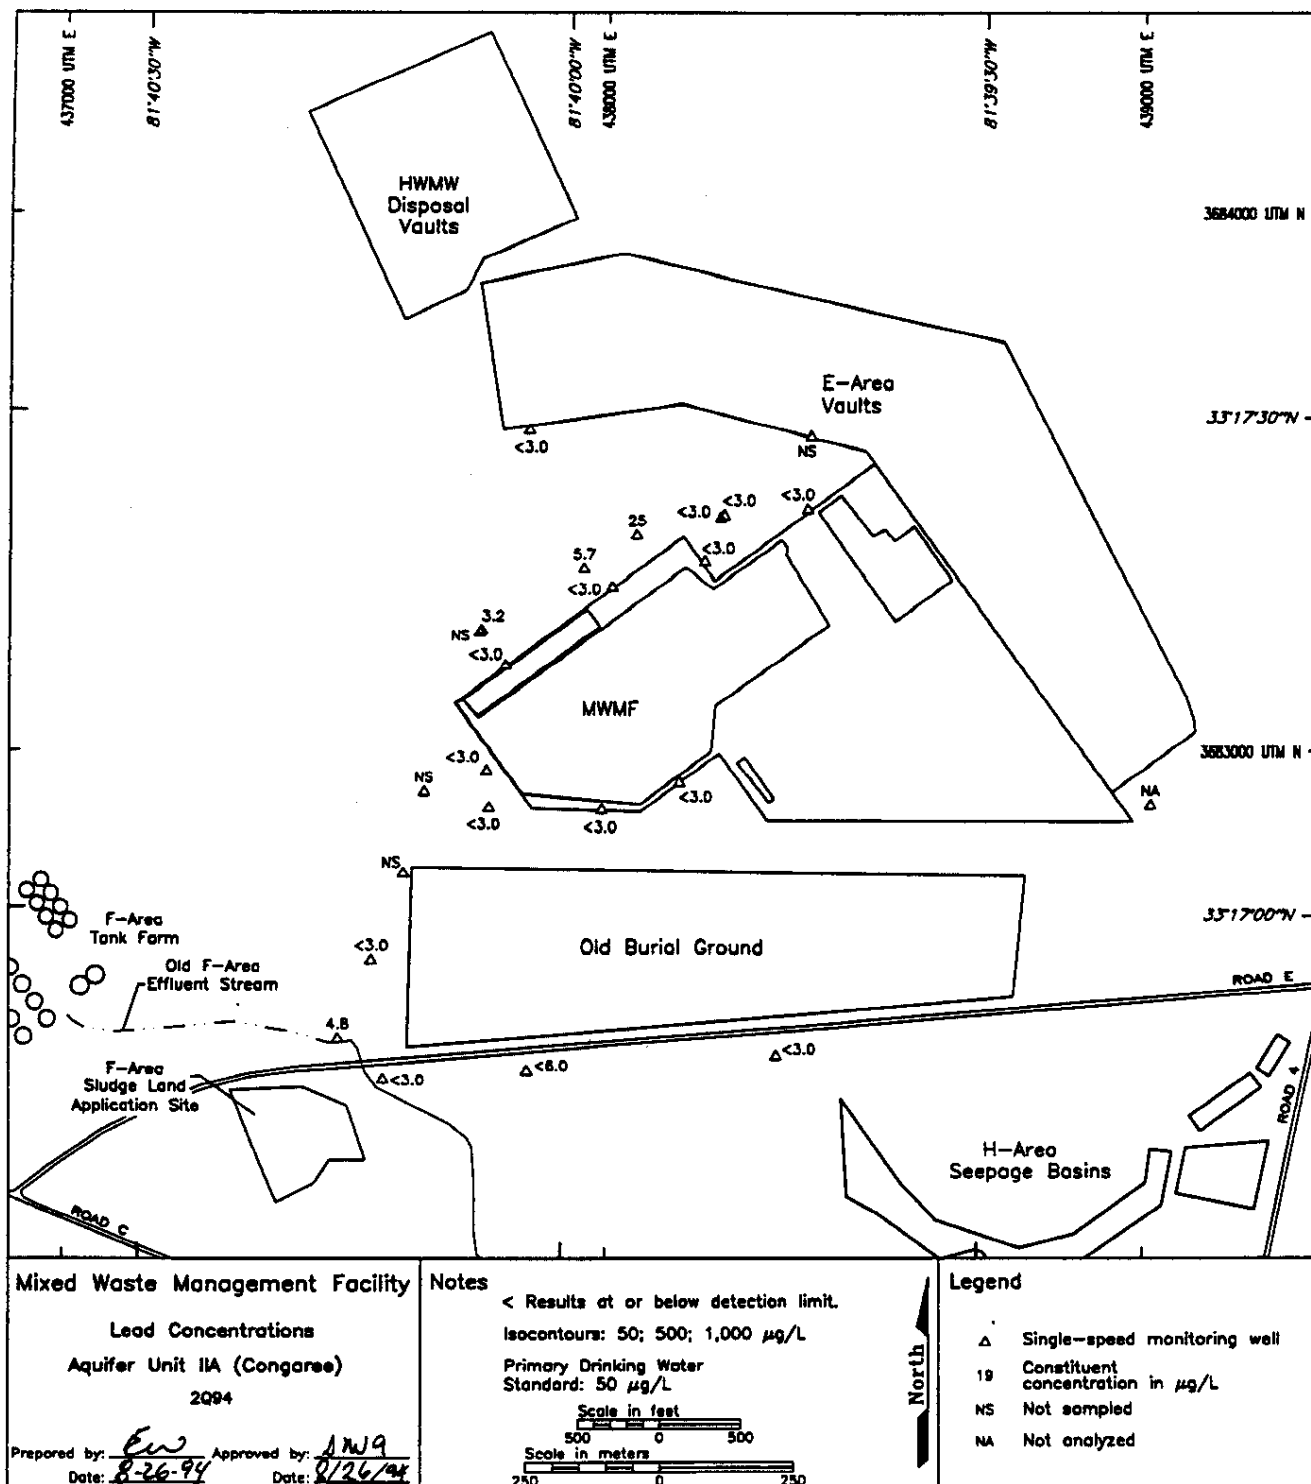 437000 UTM E
81°40'30"W
81°40'00"W
438000 UTM E
81°39'30"W
439000 UTM E
HWMW
Disposal
Vaults
3684000 UTM N
E-Area
Vaults
33°17'30"N
<3.0
NS
<3.0
<3.0
<3.0
25
<3.0
5.7
<3.0
3.2
NS
<3.0
MWMF
3683000 UTM N
<3.0
NS
<3.0
<3.0
<3.0
NA
NS
33°17'00"N
F-Area
Tank Farm
<3.0
Old Burial Ground
Old F-Area
Effluent Stream
ROAD E
4.8
<3.0
<6.0
<3.0
F-Area
Sludge Land
Application Site
ROAD 4
H-Area
Seepage Basins
ROAD C
Mixed Waste Management Facility
Lead Concentrations
Aquifer Unit IIA (Congaree)
2Q94
Prepared by: EW Approved by:
Date: 8-26-94 Date: 8/26/94
Notes
< Results at or below detection limit.
Isocontours: 50; 500; 1,000 µg/L
Primary Drinking Water
Standard: 50 µg/L
Scale in feet
500 0 500
Scale in meters
250 0 250
North
Legend
Single-speed monitoring well
19 Constituent
concentration in µg/L
NS Not sampled
NA Not analyzed